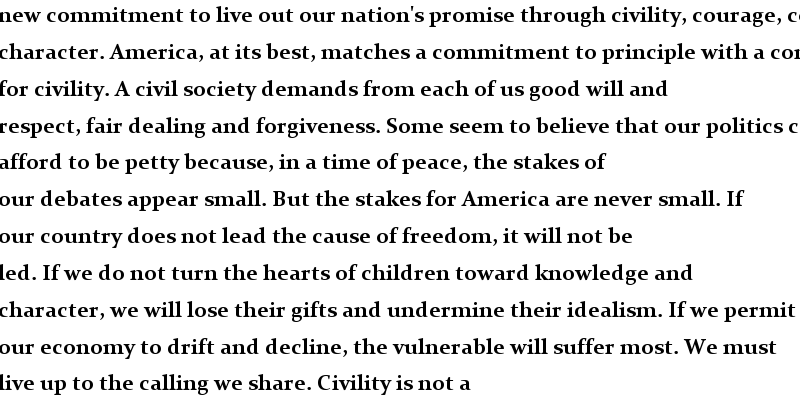 new commitment to live out our nation's promise through civility, courage,
character. America, at its best, matches a commitment to principle with a
for civility. A civil society demands from each of us good will and
respect, fair dealing and forgiveness. Some seem to believe that our politics
afford to be petty because, in a time of peace, the stakes of
our debates appear small. But the stakes for America are never small. If
our country does not lead the cause of freedom, it will not be
led. If we do not turn the hearts of children toward knowledge and
character, we will lose their gifts and undermine their idealism. If we permit
our economy to drift and decline, the vulnerable will suffer most. We must
live up to the calling we share. Civility is not a